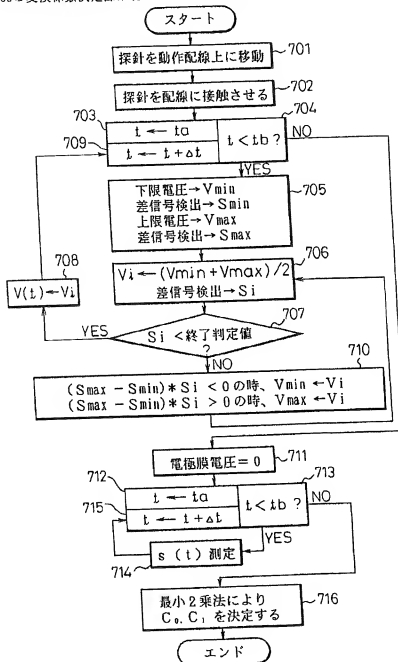 スタート
探針を動作配線上に移動
701
探針を配線に接触させる
702
703
t ← ta
709
t ← t + Δt
t < tb ?
704
NO
YES
下限電圧→Vmin
差信号検出→Smin
上限電圧→Vmax
差信号検出→Smax
705
Vi ← (Vmin+Vmax)/2
差信号検出→Si
706
708
V(t)←Vi
YES
Si <終了判定値
?
707
NO
710
(Smax − Smin)* Si < 0の時、Vmin ←Vi
(Smax − Smin)* Si > 0の時、Vmax ←Vi
電極膜電圧= 0
711
712
t ← ta
715
t ← t + Δt
t < tb ?
713
NO
YES
s (t) 測定
714
最小2乗法により
C₀, C₁ を決定する
716
エンド